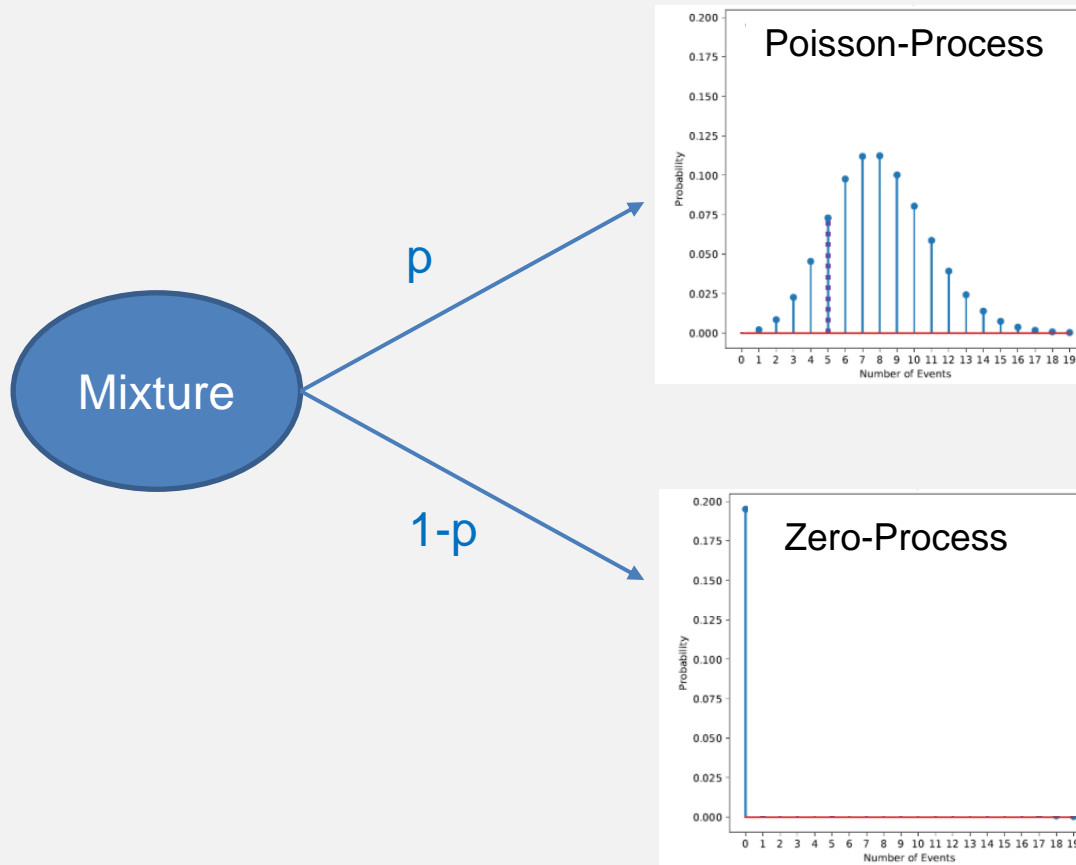 Poisson-Process
0.200
0.175
0.150
0.125
0.100
0.075
0.050
0.025
0.000
Probability
0 1 2 3 4 5 6 7 8 9 10 11 12 13 14 15 16 17 18 19
Number of Events
p
Mixture
1-p
Zero-Process
0.200
0.175
0.150
0.125
0.100
0.075
0.050
0.025
0.000
Probability
0 1 2 3 4 5 6 7 8 9 10 11 12 13 14 15 16 17 18 19
Number of Events